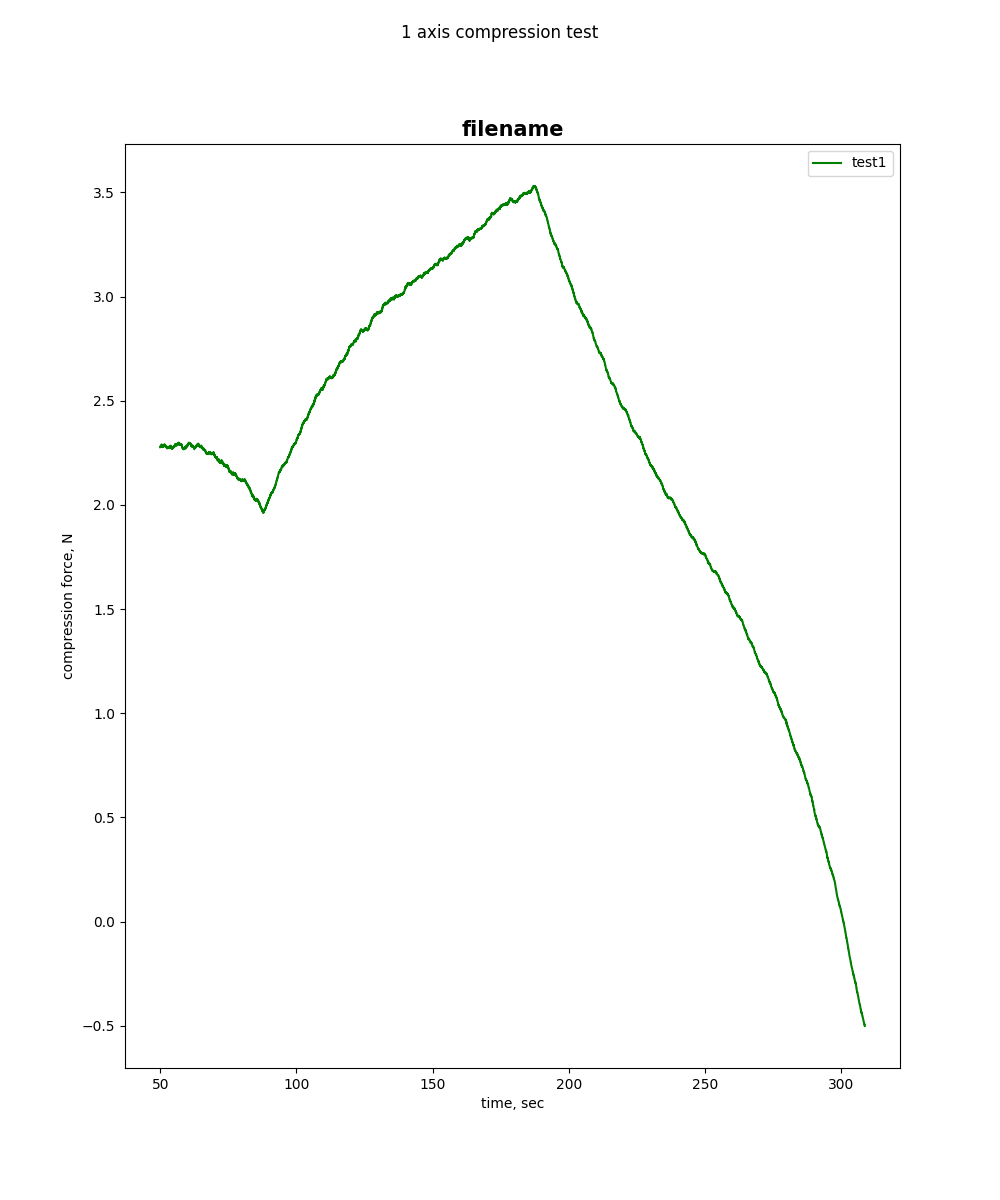 1 axis compression test
filename
test1
3.5
3.0
2.5
2.0
1.5
1.0
0.5
0.0
−0.5
compression force, N
50 100 150 200 250 300
time, sec